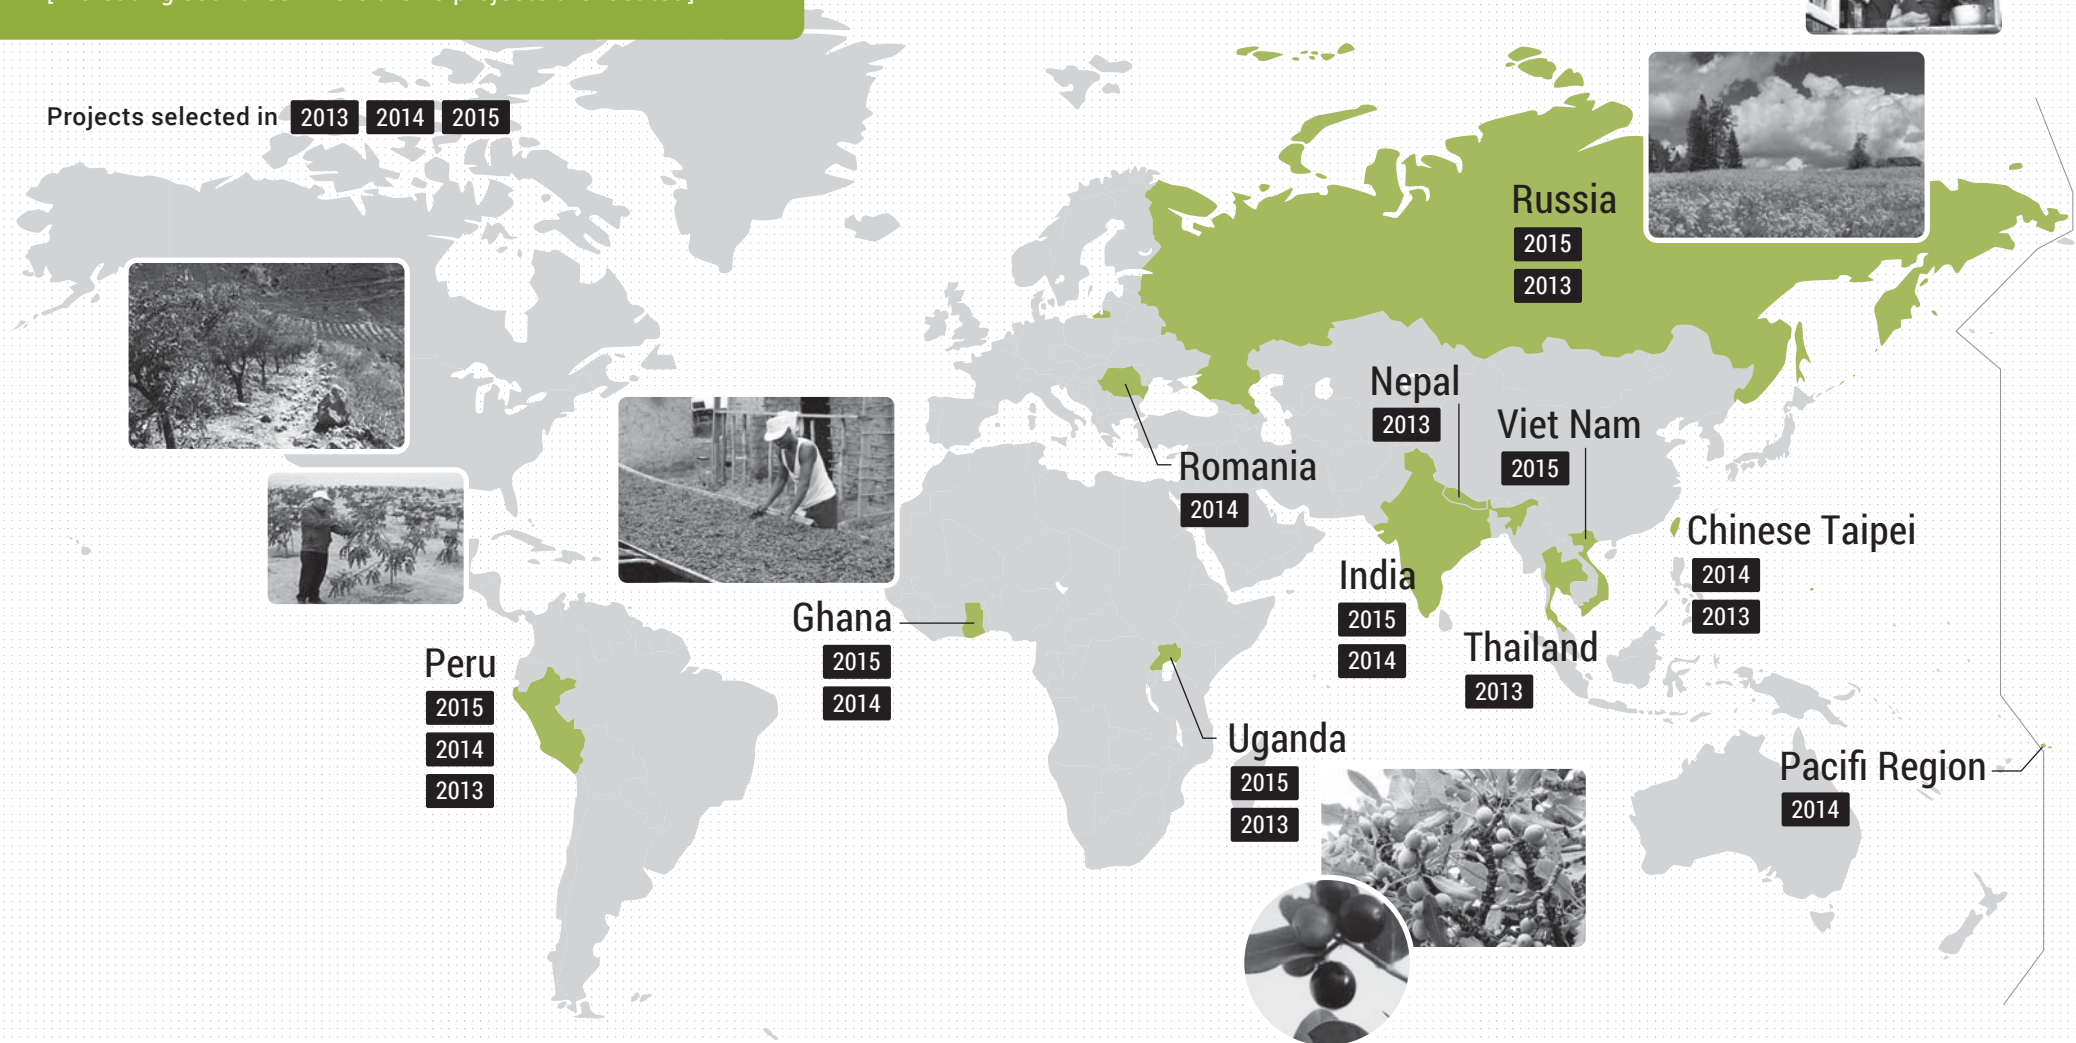 Projects selected in 2013 2014 2015
Russia
2015
2013
Nepal
2013
Viet Nam
2015
Romania
2014
Chinese Taipei
2014
2013
India
2015
2014
Thailand
2013
Ghana
2015
2014
Peru
2015
2014
2013
Uganda
2015
2013
Pacifi Region
2014